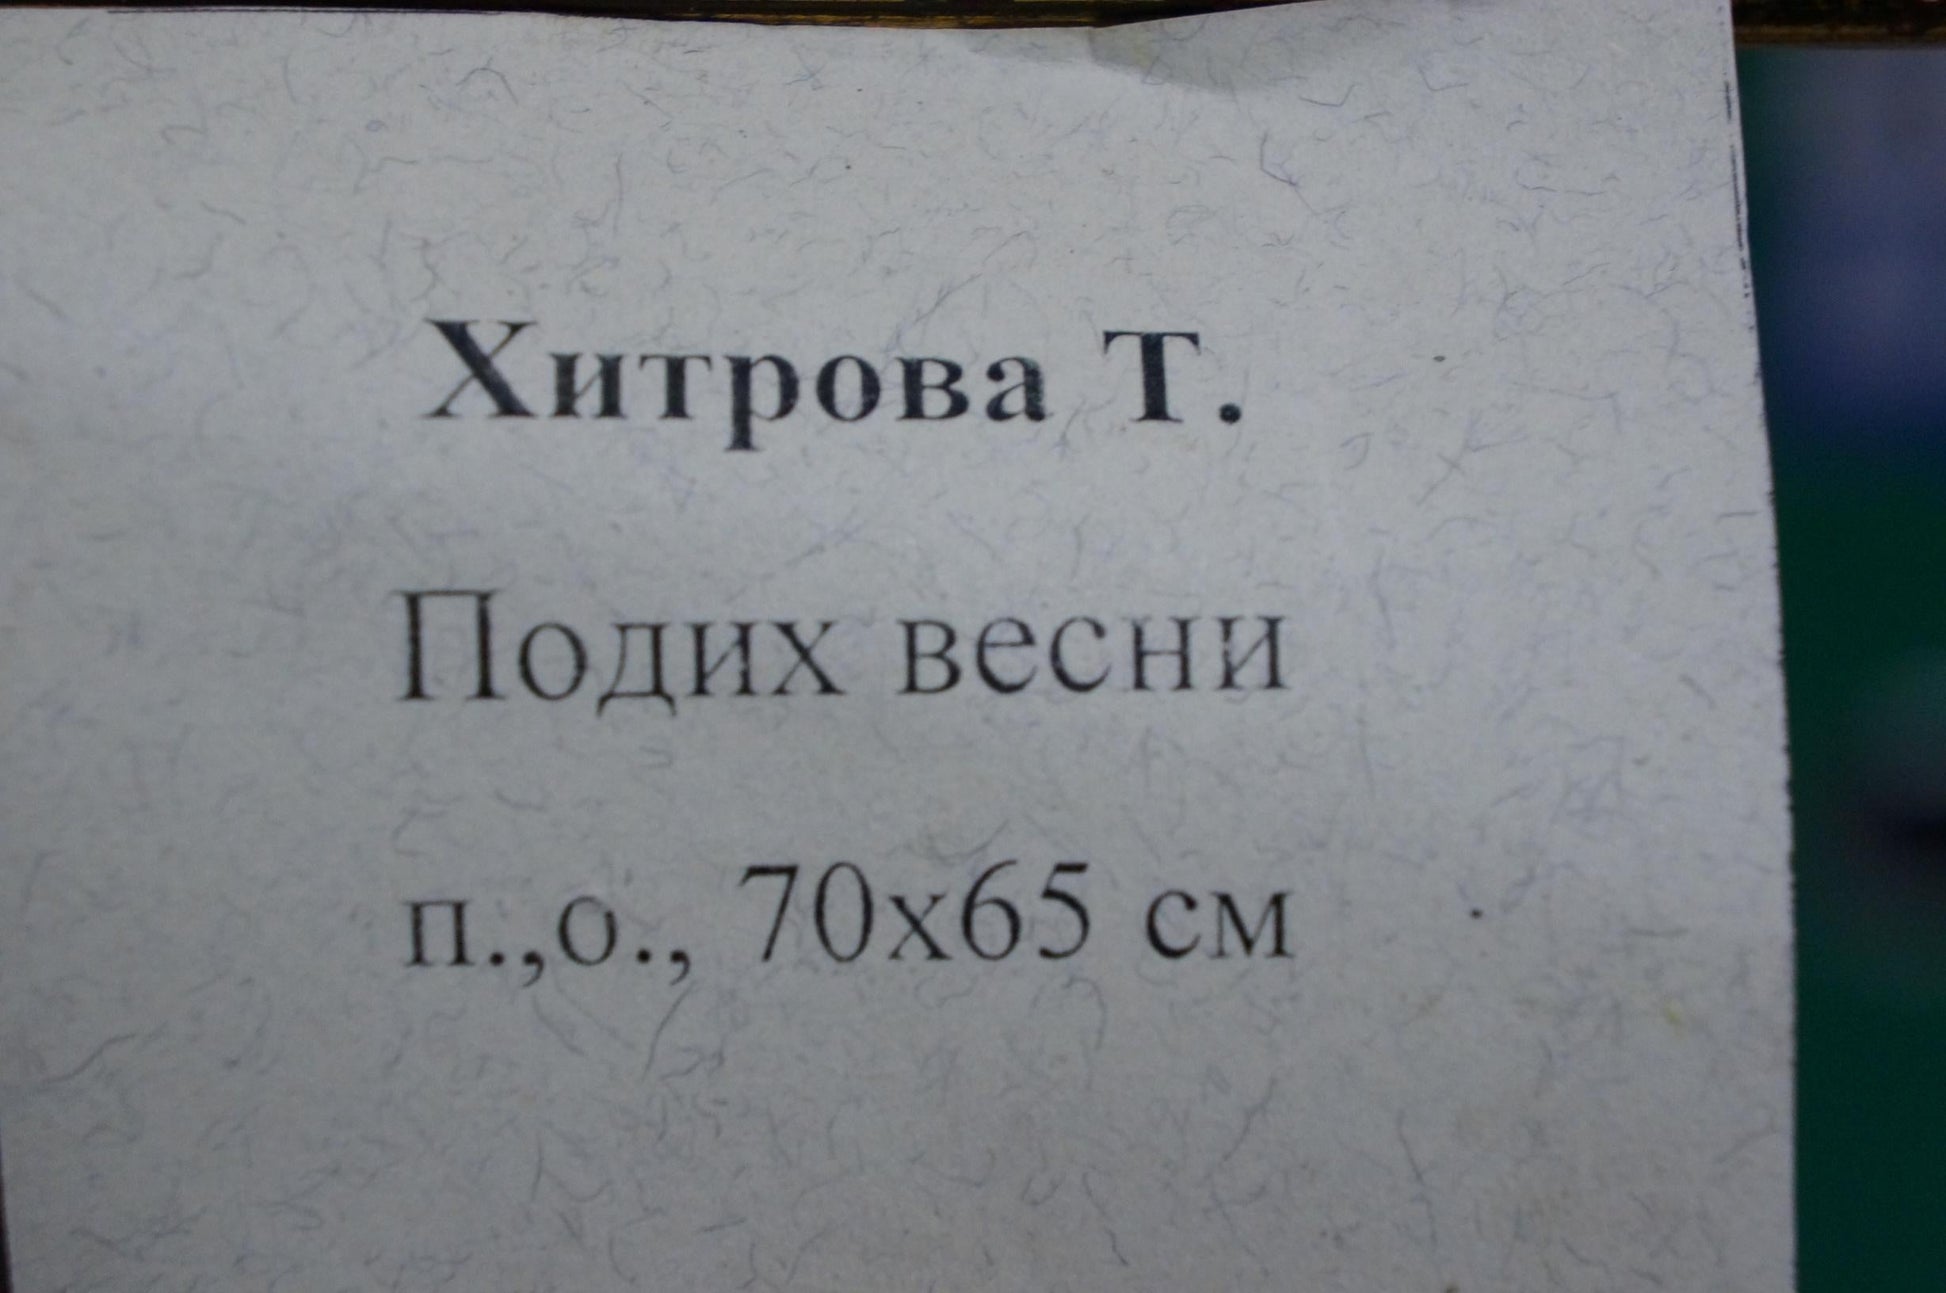 Хитрова Т.
Подих весни
п.,о., 70х65 см